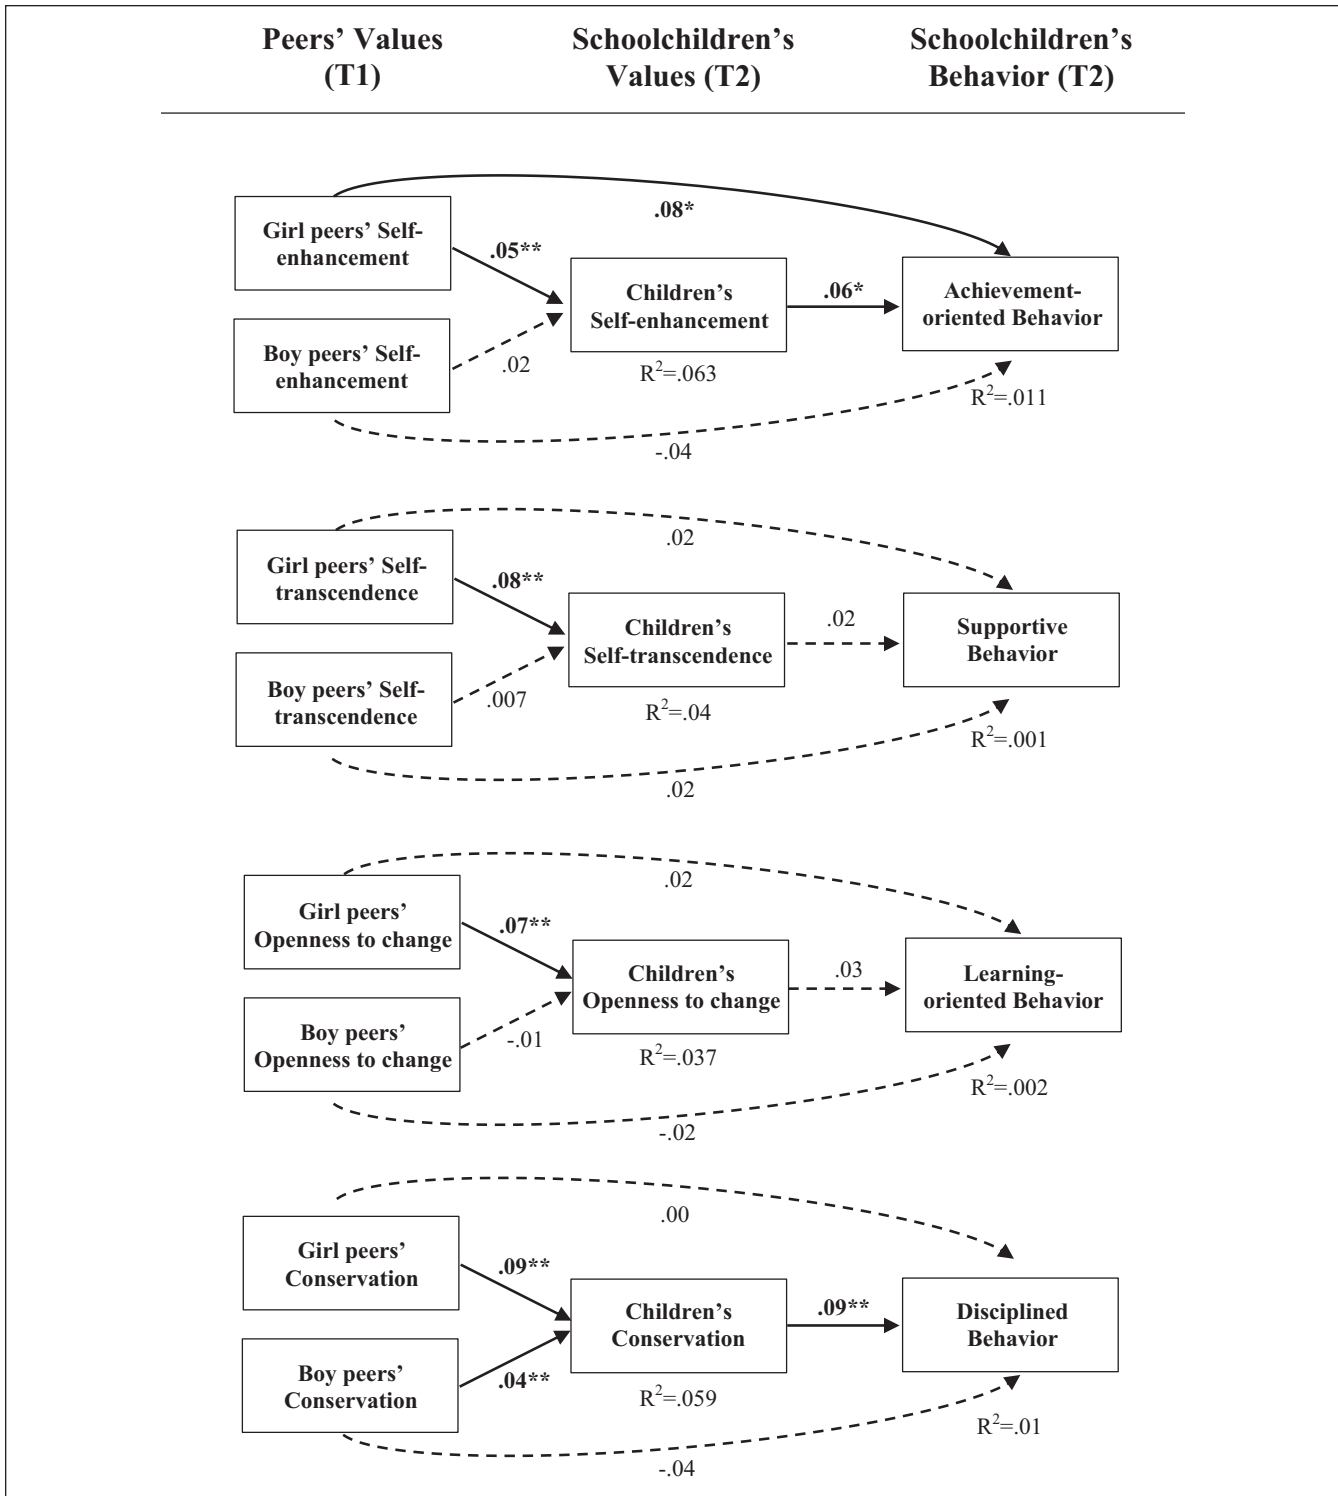 Peers’ Values
(T1)
Schoolchildren’s
Values (T2)
Schoolchildren’s
Behavior (T2)
.08*
Girl peers’ Self-
enhancement
.05**
Children’s
Self-enhancement
.06*
Achievement-
oriented Behavior
Boy peers’ Self-
enhancement
.02
R²=.063
R²=.011
-.04
.02
Girl peers’ Self-
transcendence
.08**
Children’s
Self-transcendence
.02
Supportive
Behavior
Boy peers’ Self-
transcendence
.007
R²=.04
R²=.001
.02
.02
Girl peers’
Openness to change
.07**
Children’s
Openness to change
.03
Learning-
oriented Behavior
Boy peers’
Openness to change
-.01
R²=.037
R²=.002
-.02
.00
Girl peers’
Conservation
.09**
Children’s
Conservation
.09**
Disciplined
Behavior
Boy peers’
Conservation
.04**
R²=.059
R²=.01
-.04